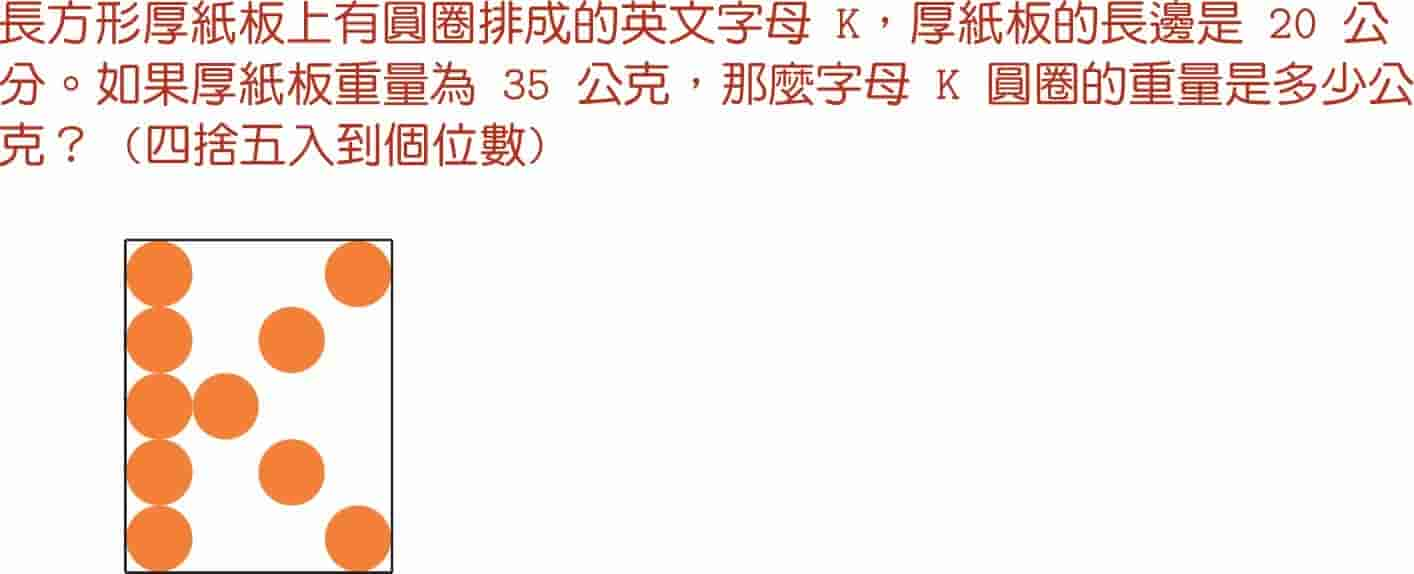 長方形厚紙板上有圓圈排成的英文字母 K，厚紙板的長邊是 20 公
分。如果厚紙板重量為 35 公克，那麼字母 K 圓圈的重量是多少公
克？（四捨五入到個位數）